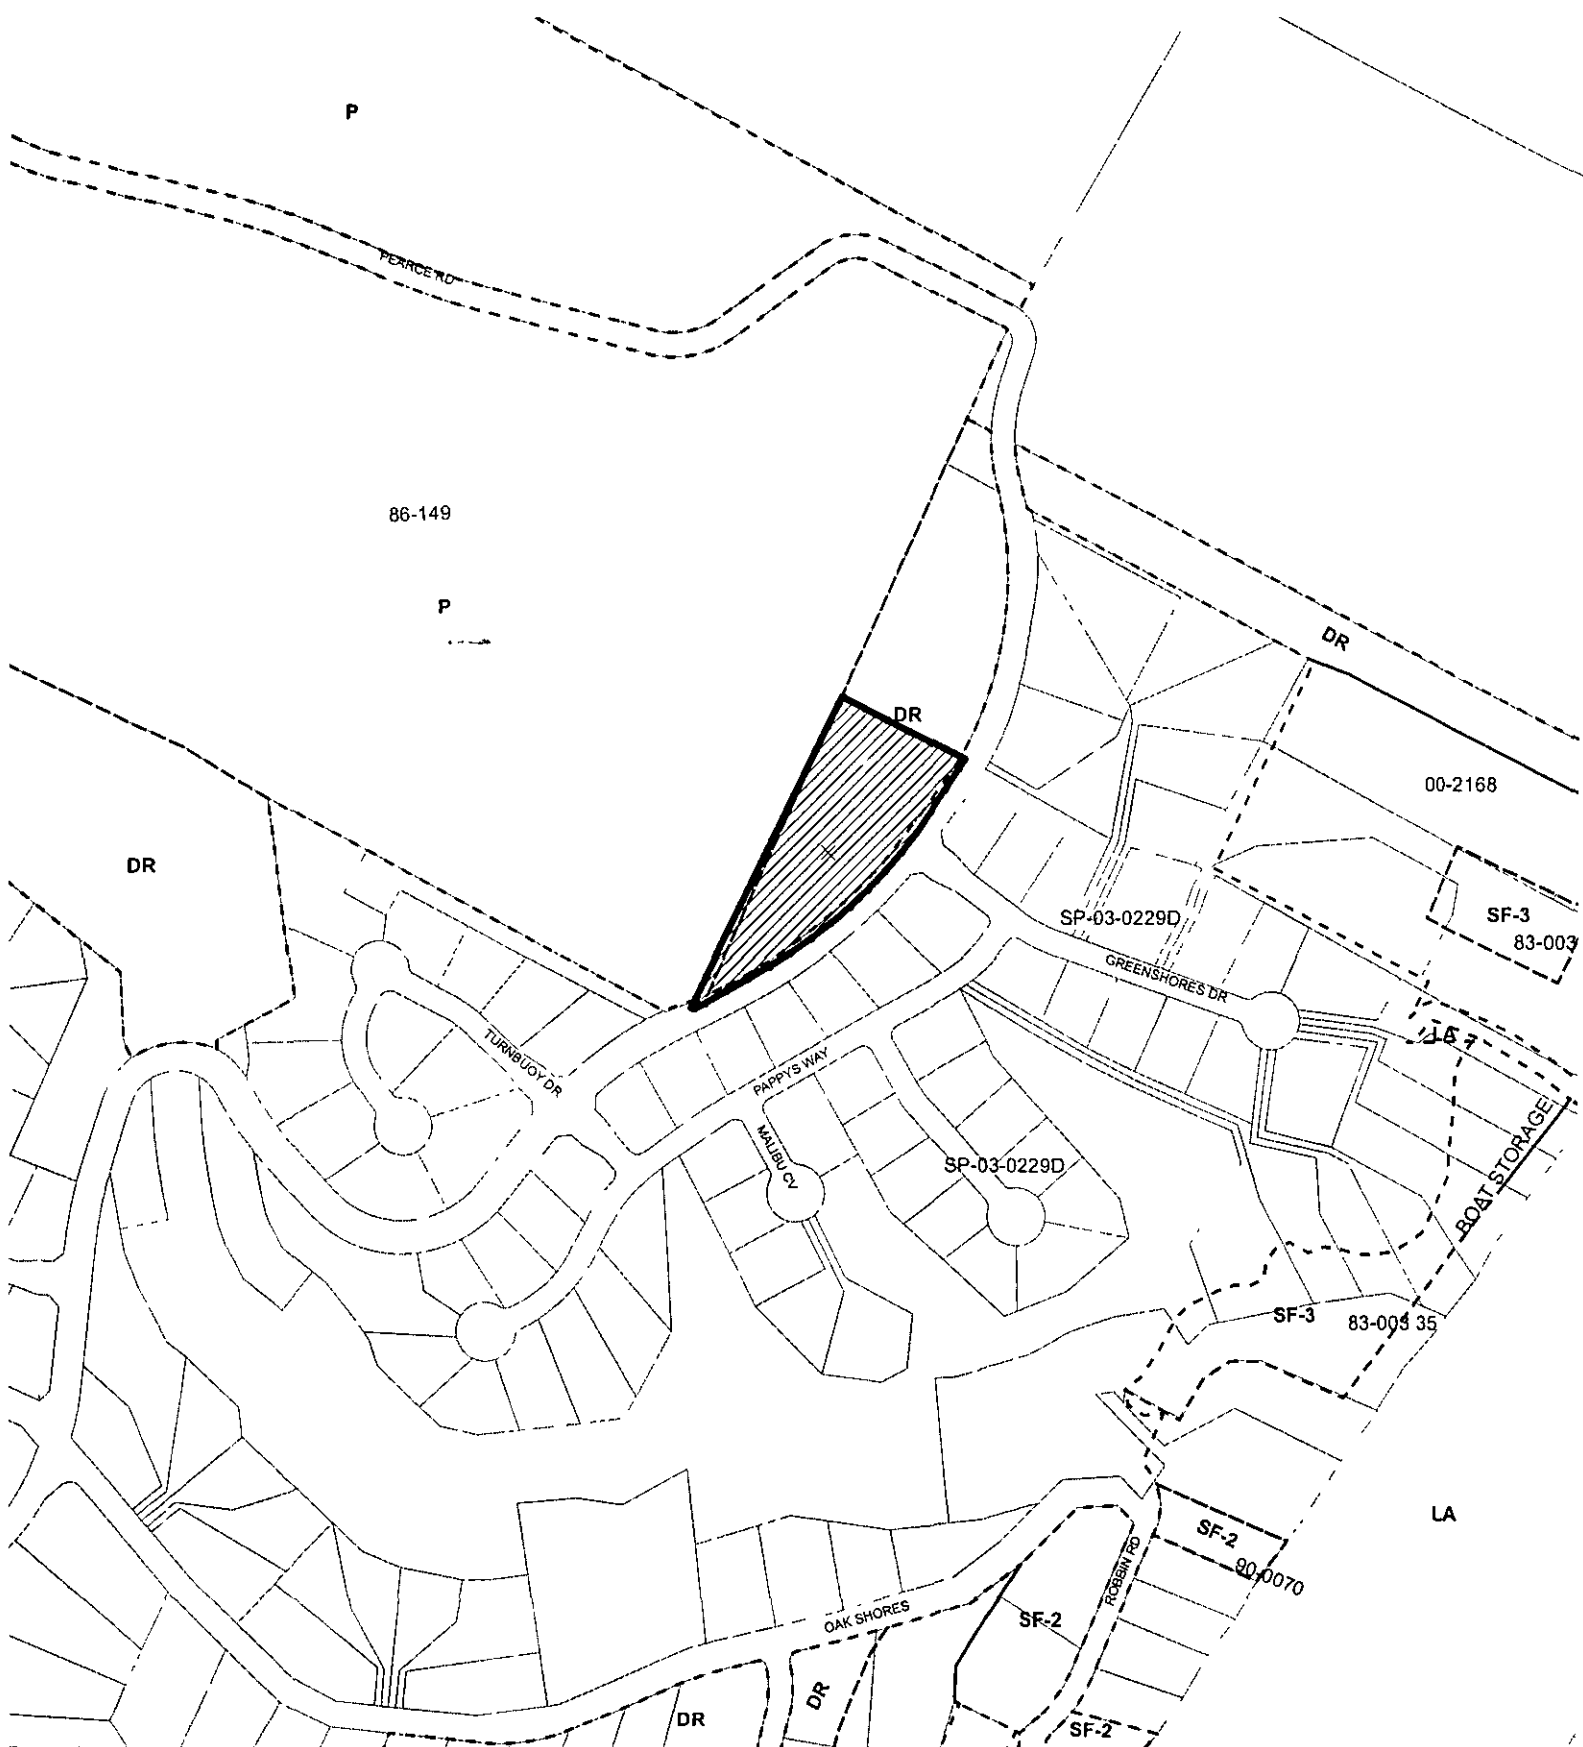 P
PEARCE RD
86-149
P
DR
DR
00-2168
DR
SF-3
83-003
SP-03-0229D
GREENSHORES DR
LA
TURNBUOY DR
PAPPYS WAY
BOAT STORAGE
MALIBU CV
SP-03-0229D
SF-3
83-003 35
LA
SF-2
90-0070
ROBBIN RD
OAK SHORES
SF-2
DR
DR
SF-2